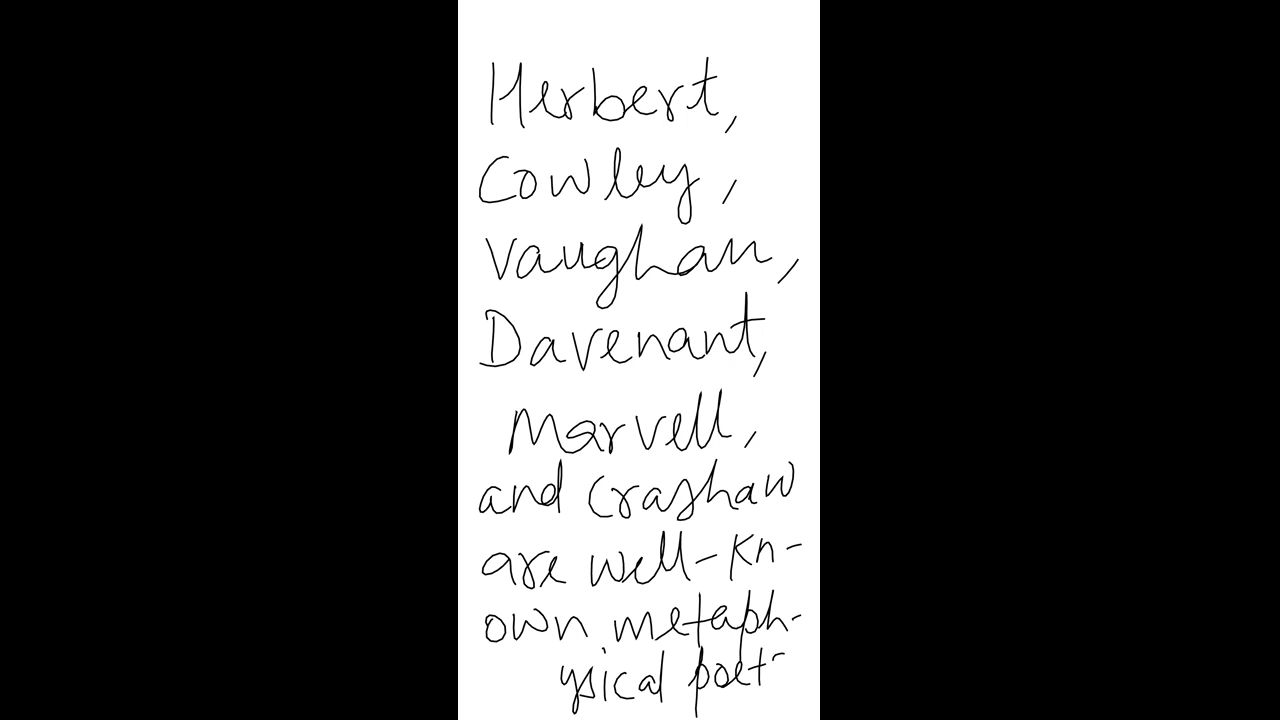 Herbert,
Cowley,
Vaughan,
Davenant,
Marvell,
and Crashaw
are well-kn-
own metaph-
ysical poet-